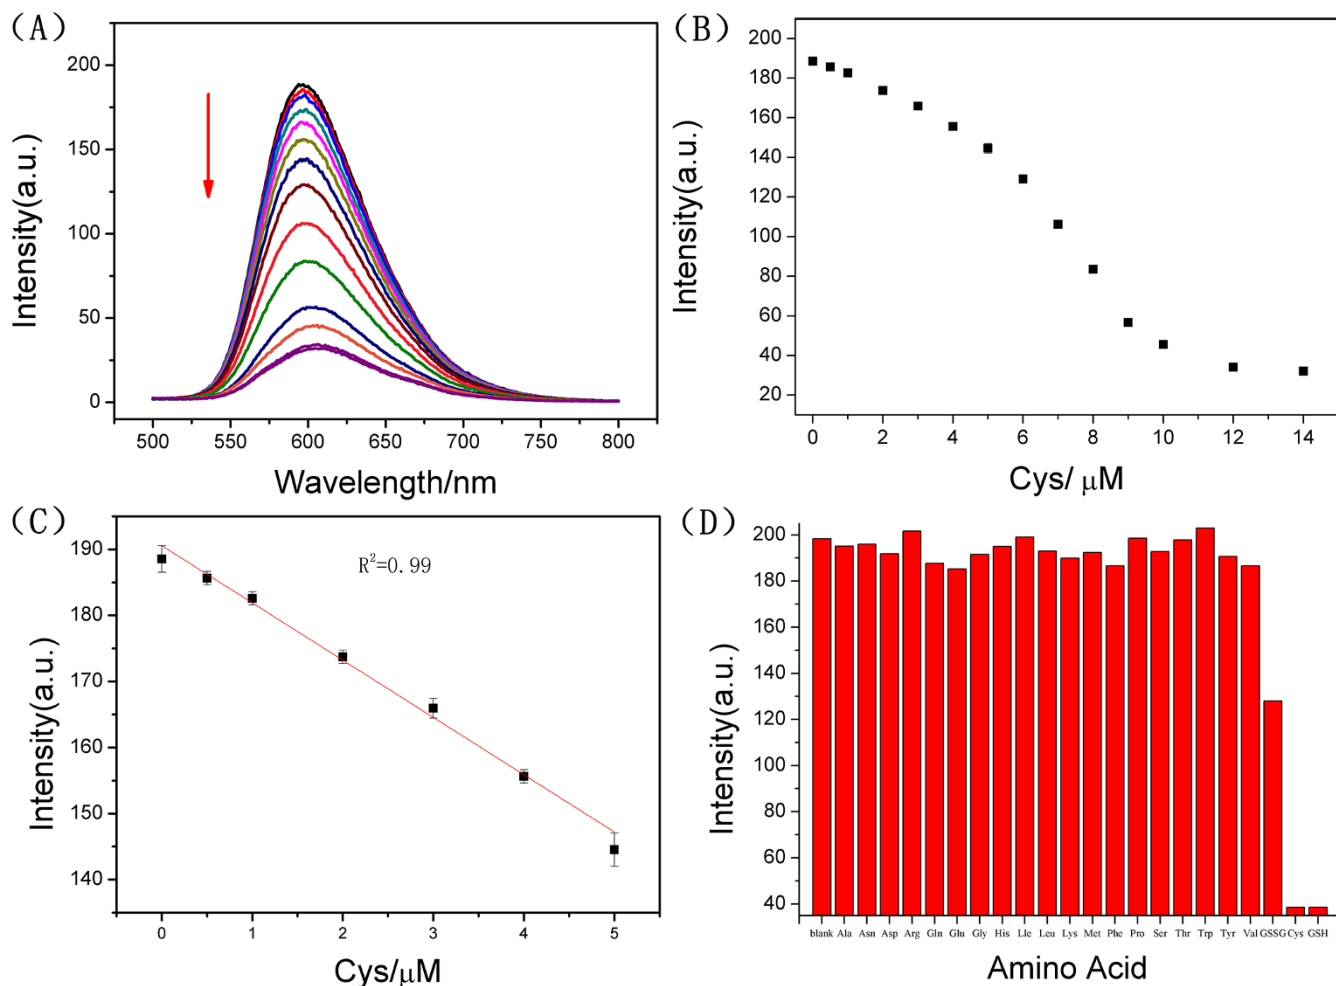 (A)
Intensity(a.u.)
200
150
100
50
0
500 550 600 650 700 750 800
Wavelength/nm
(B)
Intensity(a.u.)
200
180
160
140
120
100
80
60
40
20
0 2 4 6 8 10 12 14
Cys/ μM
(C)
R²=0.99
Intensity(a.u.)
190
180
170
160
150
140
0 1 2 3 4 5
Cys/μM
(D)
Intensity(a.u.)
200
180
160
140
120
100
80
60
40
blank Ala Asn Asp Arg Gln Glu Gly His Lle Leu Lys Met Phe Pro Ser Thr Trp Tyr Val GSSG Cys GSH
Amino Acid